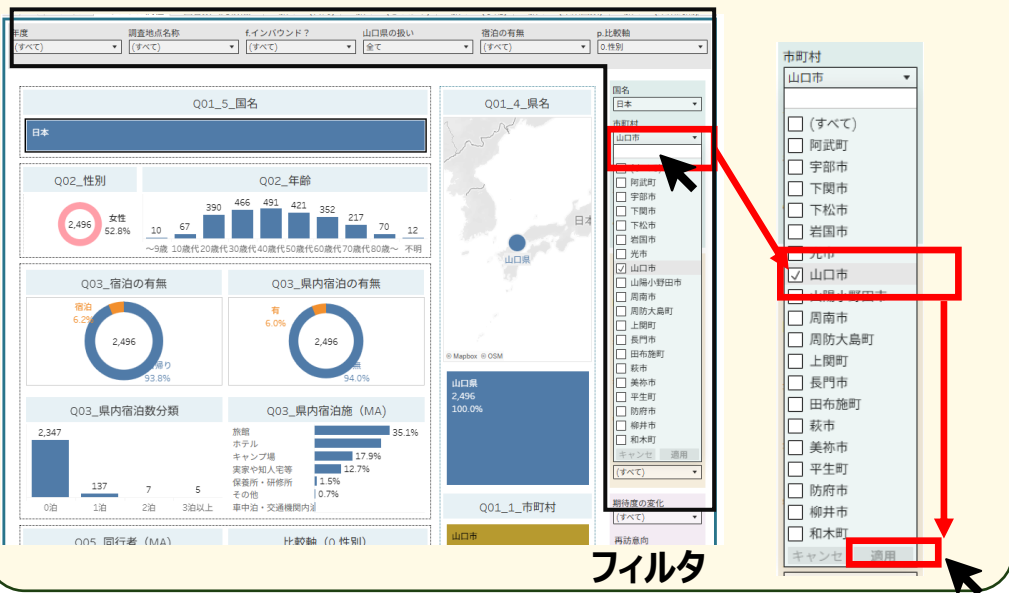 年度 調査地点名称 f.インバウンド？ 山口県の扱い 宿泊の有無 p.比較軸
(すべて) (すべて) (すべて) 全て (すべて) 0.性別
Q01_5_国名
日本
Q02_性別 Q02_年齢
2,496
女性
52.8%
10 67 390 466 491 421 352 217 70 12
～9歳 10歳代 20歳代 30歳代 40歳代 50歳代 60歳代 70歳代 80歳～ 不明
Q03_宿泊の有無 Q03_県内宿泊の有無
宿泊
6.2%
2,496
帰り
93.8%
有
6.0%
2,496
無
94.0%
Q03_県内宿泊数分類 Q03_県内宿泊施（MA）
2,347 137 7 5
0泊 1泊 2泊 3泊以上
旅館 35.1%
ホテル
キャンプ場 17.9%
実家や知人宅等 12.7%
保養所・研修所 1.5%
その他 0.7%
車中泊・交通機関内泊
Q05_同行者（MA） 比較軸（0.性別）
Q01_4_県名
日本
山口県
© Mapbox © OSM
山口県
2,496
100.0%
Q01_1_市町村
山口市
国名
日本
市町村
山口市
阿武町
宇部市
下関市
下松市
岩国市
光市
山口市
山陽小野田市
周南市
周防大島町
上関町
長門市
田布施町
萩市
美祢市
平生町
防府市
柳井市
和木町
キャンセ 適用
(すべて)
期待度の変化
(すべて)
再訪意向
フィルタ
市町村
山口市
(すべて)
阿武町
宇部市
下関市
下松市
岩国市
光市
山口市
山陽小野田市
周南市
周防大島町
上関町
長門市
田布施町
萩市
美祢市
平生町
防府市
柳井市
和木町
キャンセ 適用